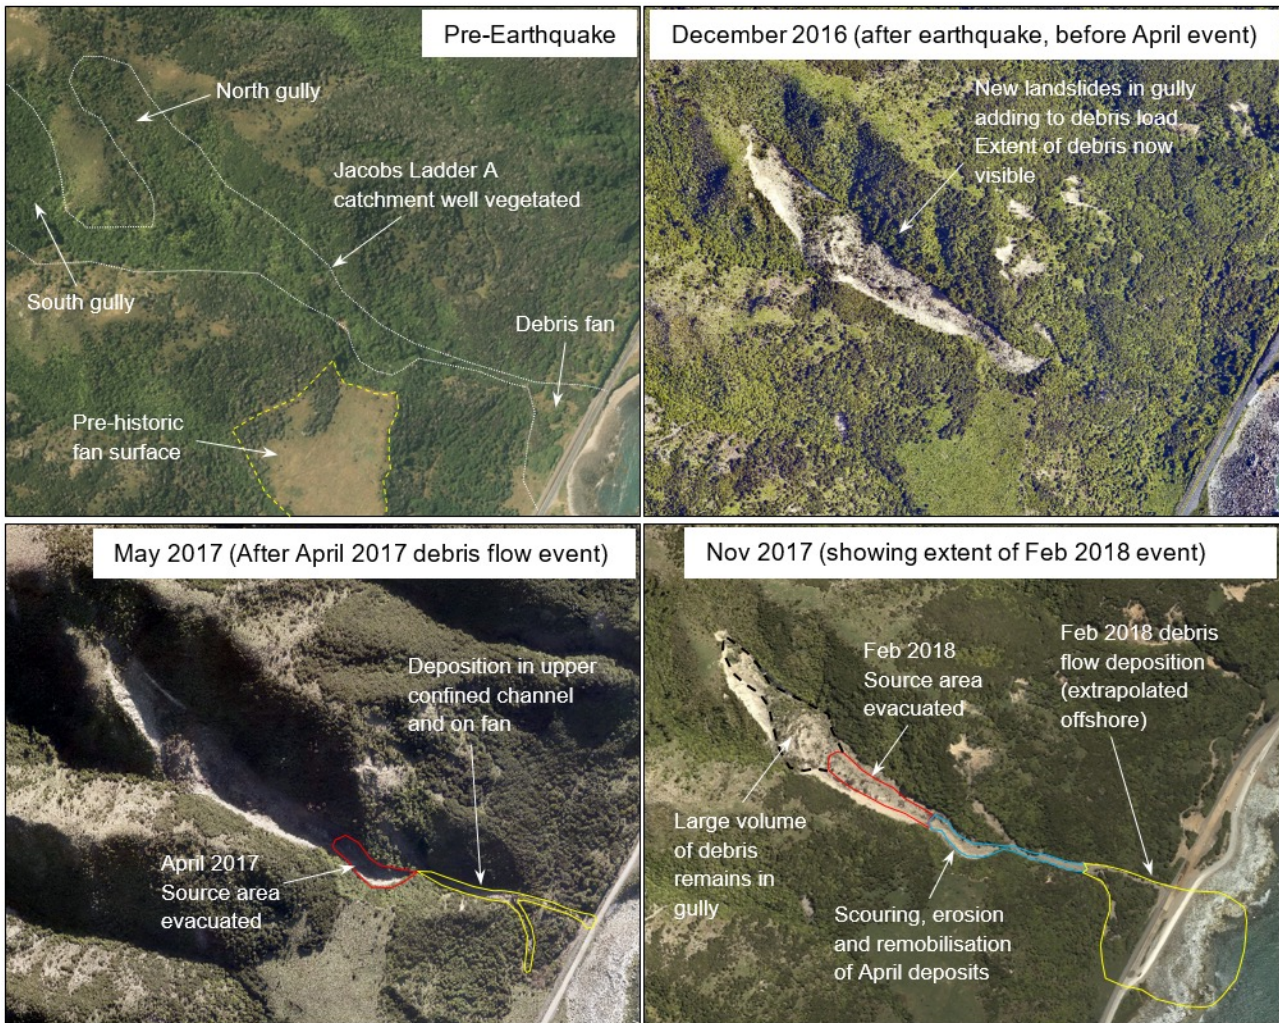 Pre-Earthquake
North gully
Jacobs Ladder A
catchment well vegetated
South gully
Debris fan
Pre-historic
fan surface
December 2016 (after earthquake, before April event)
New landslides in gully
adding to debris load
Extent of debris now
visible
May 2017 (After April 2017 debris flow event)
Deposition in upper
confined channel
and on fan
April 2017
Source area
evacuated
Nov 2017 (showing extent of Feb 2018 event)
Feb 2018
Source area
evacuated
Feb 2018 debris
flow deposition
(extrapolated
offshore)
Large volume
of debris
remains in
gully
Scouring, erosion
and remobilisation
of April deposits